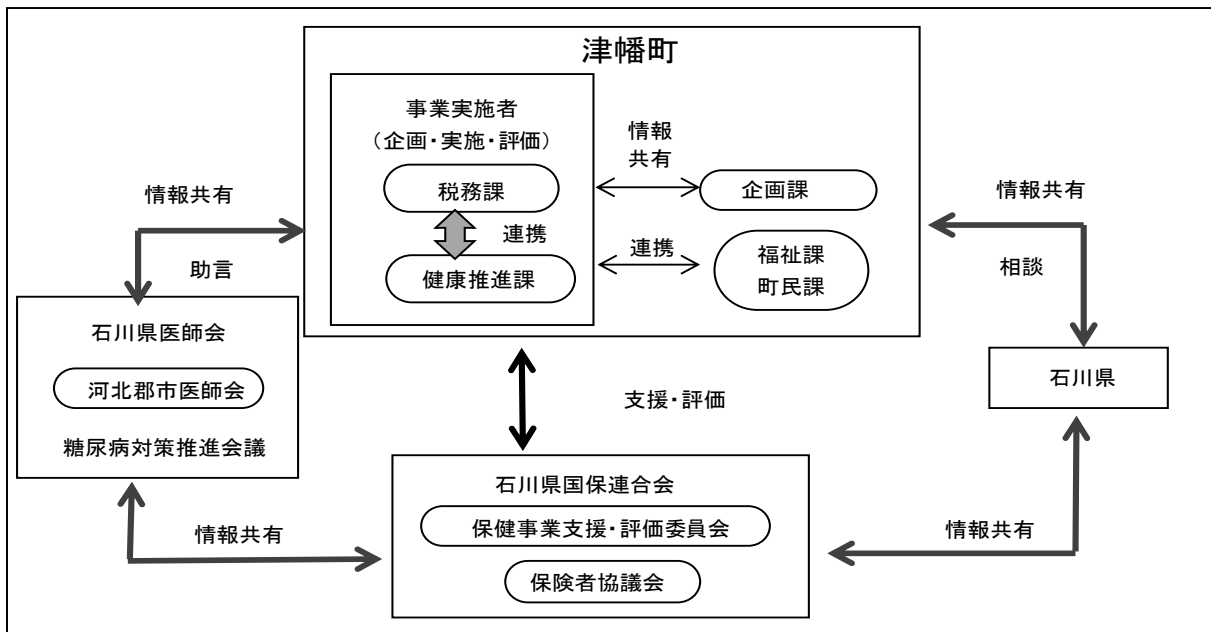 津幡町
事業実施者
（企画・実施・評価）
税務課
連携
健康推進課
情報
共有
企画課
連携
福祉課
町民課
情報共有
助言
石川県医師会
河北郡市医師会
糖尿病対策推進会議
情報共有
相談
石川県
支援・評価
石川県国保連合会
保健事業支援・評価委員会
保険者協議会
情報共有
情報共有